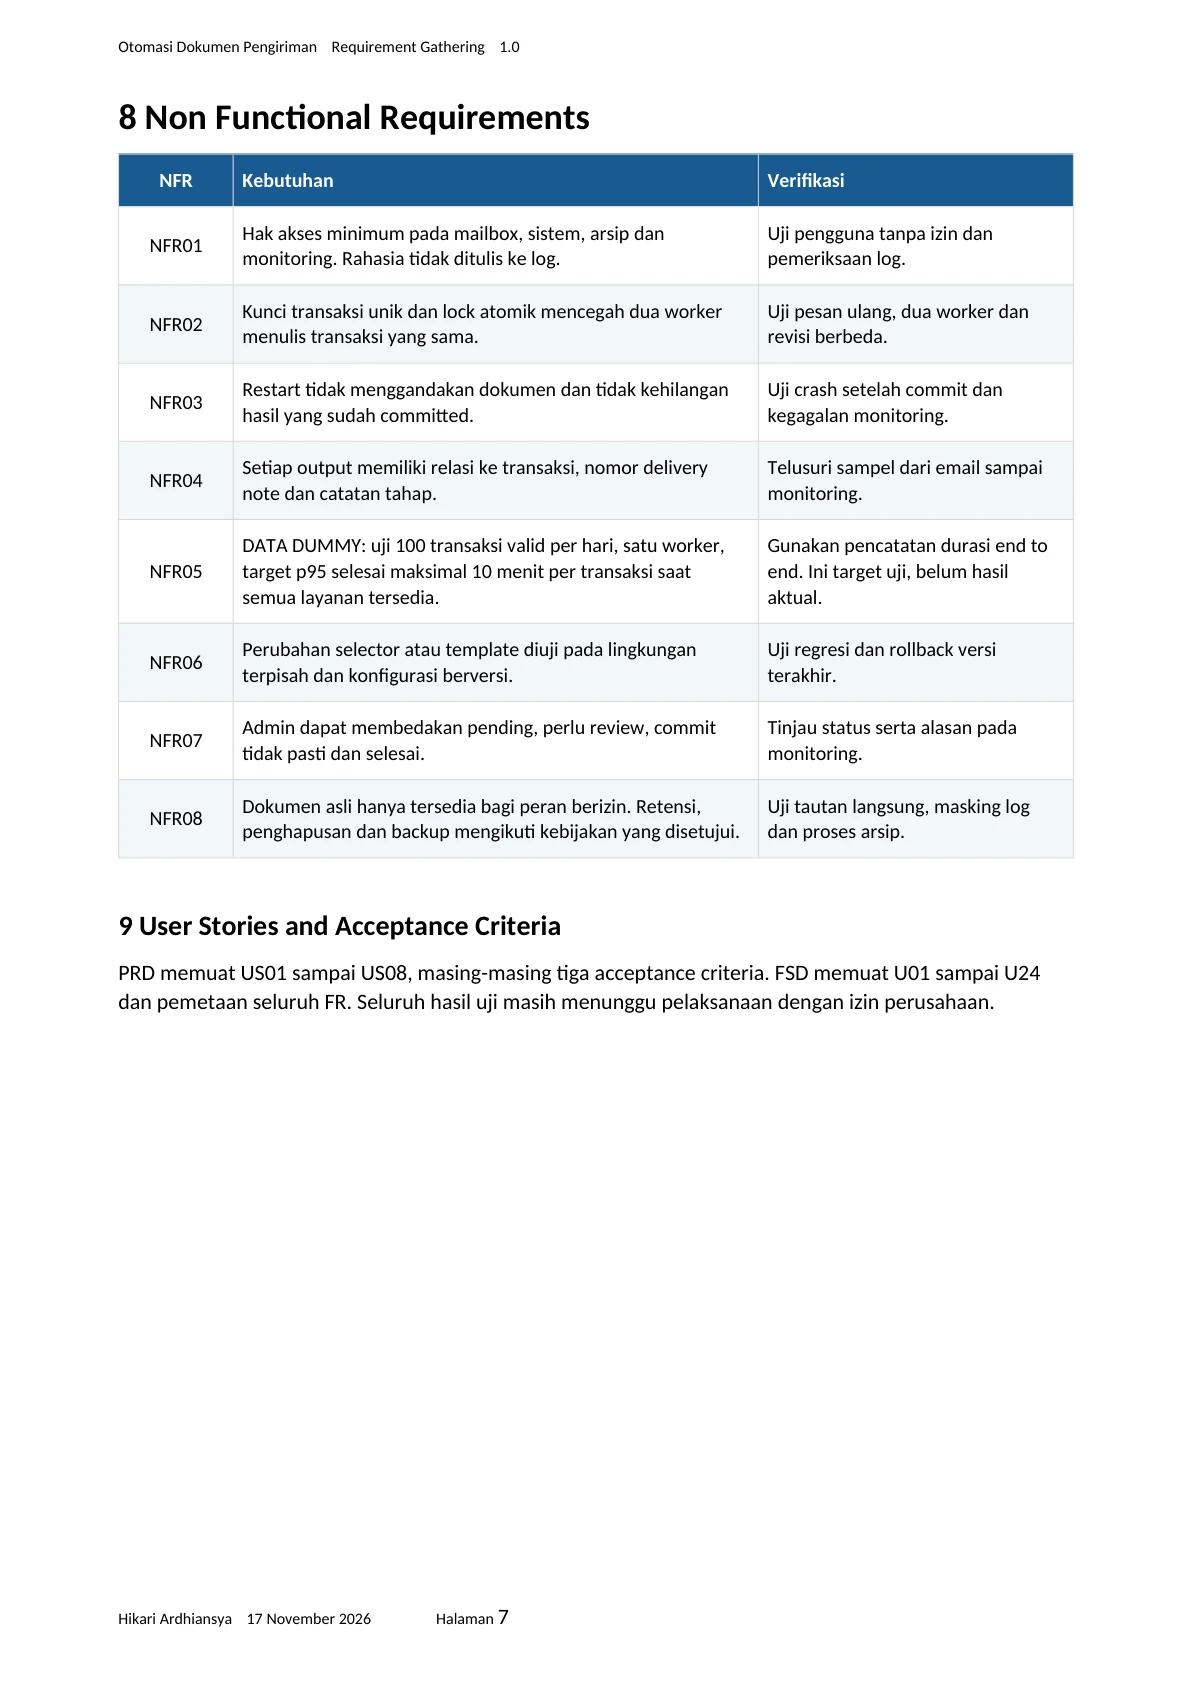 Otomasi Dokumen Pengiriman Requirement Gathering 1.0
8 Non Functional Requirements
NFR Kebutuhan Verifikasi
NFR01
Hak akses minimum pada mailbox, sistem, arsip dan
monitoring. Rahasia tidak ditulis ke log.
Uji pengguna tanpa izin dan
pemeriksaan log.
NFR02
Kunci transaksi unik dan lock atomik mencegah dua worker
menulis transaksi yang sama.
Uji pesan ulang, dua worker dan
revisi berbeda.
NFR03
Restart tidak menggandakan dokumen dan tidak kehilangan
hasil yang sudah committed.
Uji crash setelah commit dan
kegagalan monitoring.
NFR04
Setiap output memiliki relasi ke transaksi, nomor delivery
note dan catatan tahap.
Telusuri sampel dari email sampai
monitoring.
NFR05
DATA DUMMY: uji 100 transaksi valid per hari, satu worker,
target p95 selesai maksimal 10 menit per transaksi saat
semua layanan tersedia.
Gunakan pencatatan durasi end to
end. Ini target uji, belum hasil
aktual.
NFR06
Perubahan selector atau template diuji pada lingkungan
terpisah dan konfigurasi berversi.
Uji regresi dan rollback versi
terakhir.
NFR07
Admin dapat membedakan pending, perlu review, commit
tidak pasti dan selesai.
Tinjau status serta alasan pada
monitoring.
NFR08
Dokumen asli hanya tersedia bagi peran berizin. Retensi,
penghapusan dan backup mengikuti kebijakan yang disetujui.
Uji tautan langsung, masking log
dan proses arsip.
9 User Stories and Acceptance Criteria
PRD memuat US01 sampai US08, masing-masing tiga acceptance criteria. FSD memuat U01 sampai U24
dan pemetaan seluruh FR. Seluruh hasil uji masih menunggu pelaksanaan dengan izin perusahaan.
Hikari Ardhiansya 17 November 2026 Halaman 7